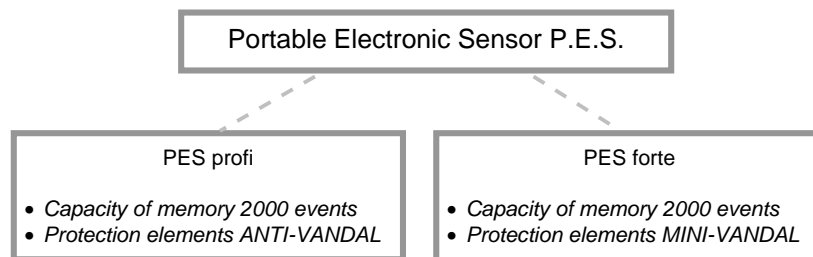 Portable Electronic Sensor P.E.S.
PES profi
• Capacity of memory 2000 events
• Protection elements ANTI-VANDAL
PES forte
• Capacity of memory 2000 events
• Protection elements MINI-VANDAL